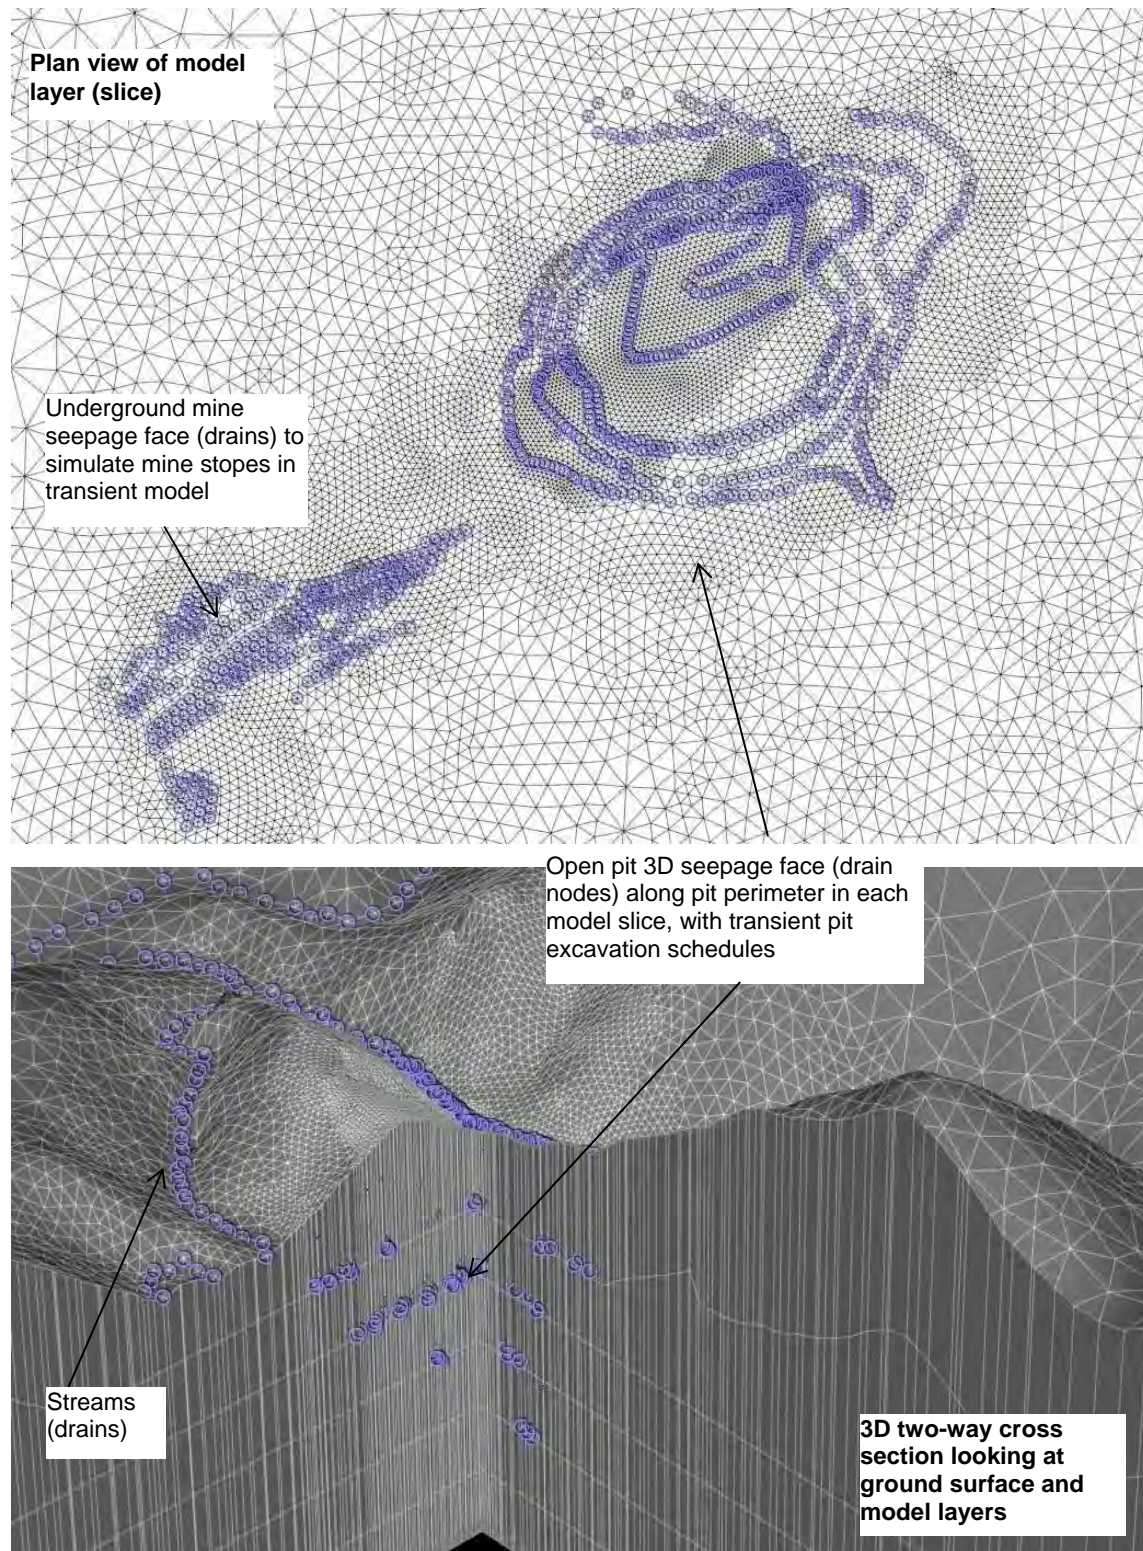 Plan view of model
layer (slice)
Underground mine
seepage face (drains) to
simulate mine stopes in
transient model
Open pit 3D seepage face (drain
nodes) along pit perimeter in each
model slice, with transient pit
excavation schedules
Streams
(drains)
3D two-way cross
section looking at
ground surface and
model layers